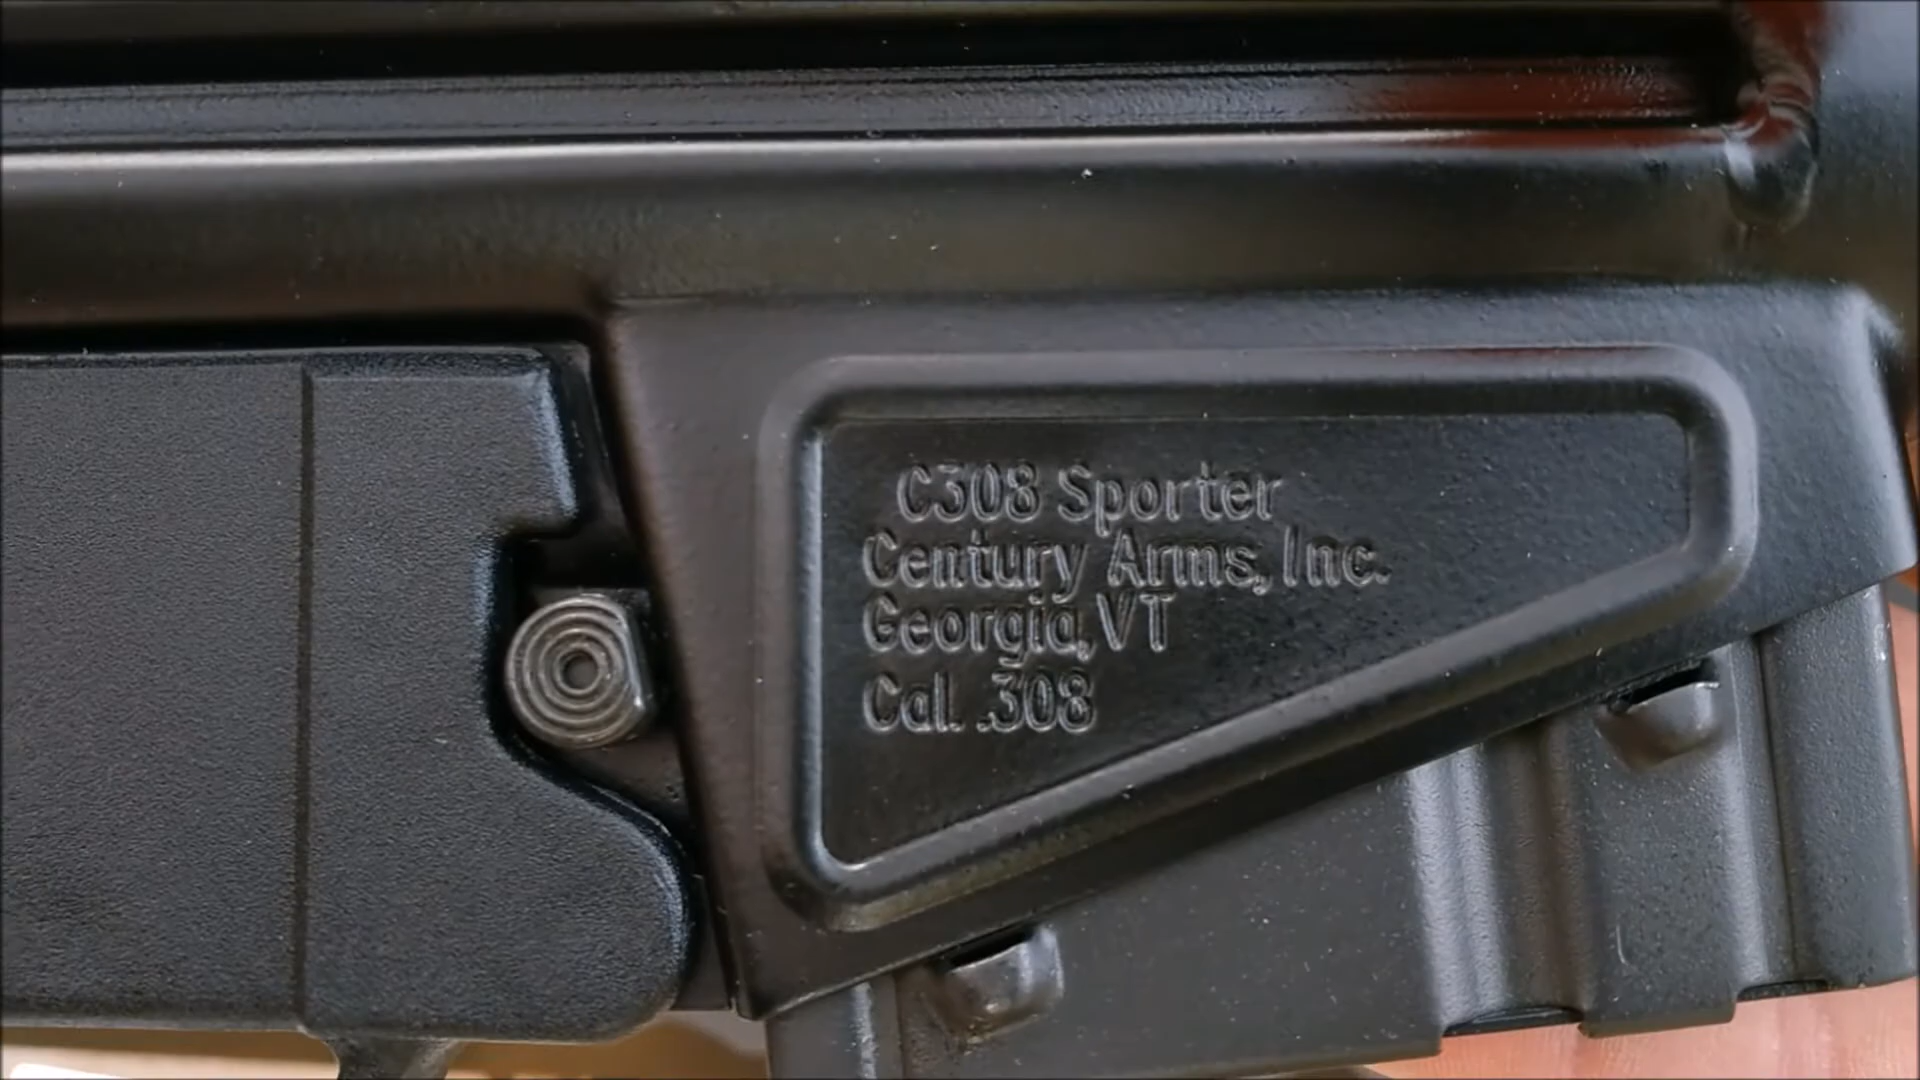 C308 Sporter
Century Arms, Inc.
Georgia, VT
Cal. .308